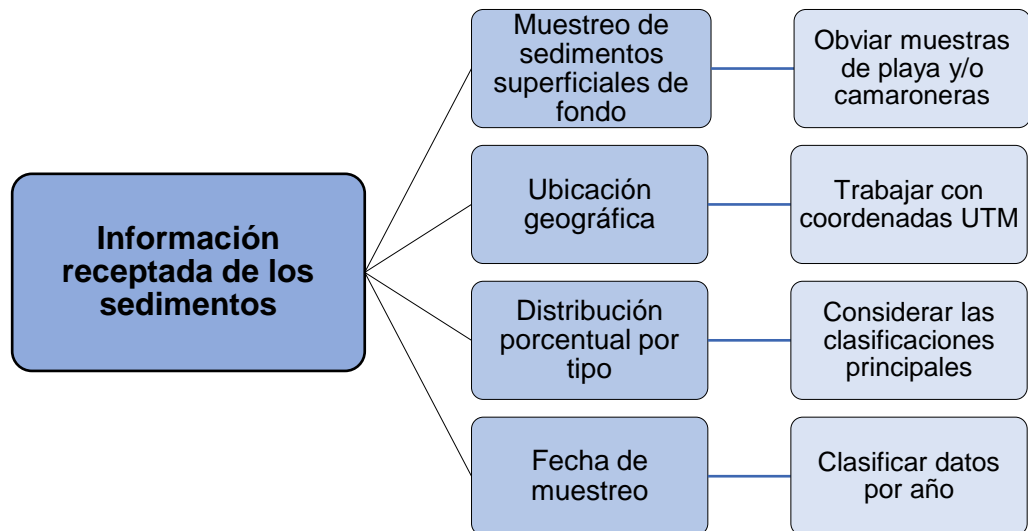 Información
receptada de los
sedimentos
Muestreo de
sedimentos
superficiales de
fondo
Obviar muestras
de playa y/o
camaroneras
Ubicación
geográfica
Trabajar con
coordenadas UTM
Distribución
porcentual por
tipo
Considerar las
clasificaciones
principales
Fecha de
muestreo
Clasificar datos
por año